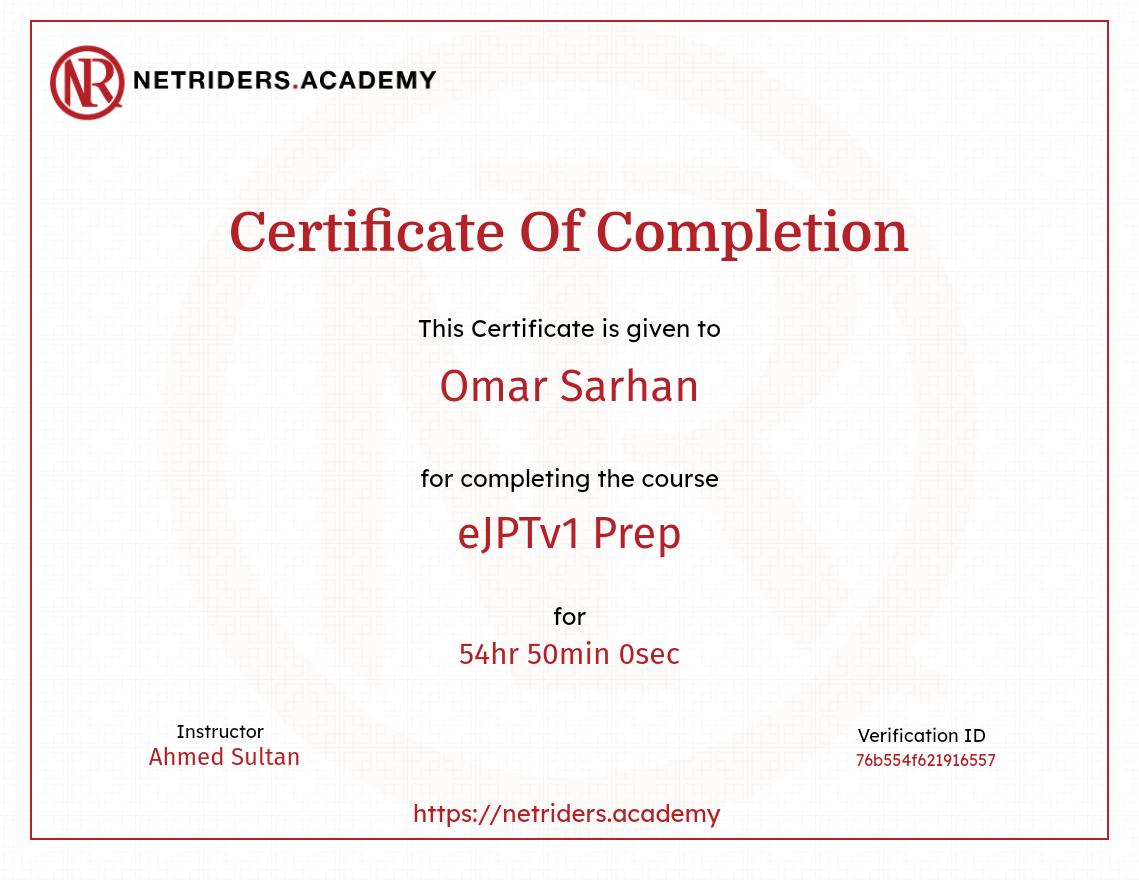 NR NETRIDERS.ACADEMY
Certificate Of Completion
This Certificate is given to
Omar Sarhan
for completing the course
eJPTv1 Prep
for
54hr 50min 0sec
Instructor
Ahmed Sultan
Verification ID
76b554f621916557
https://netriders.academy